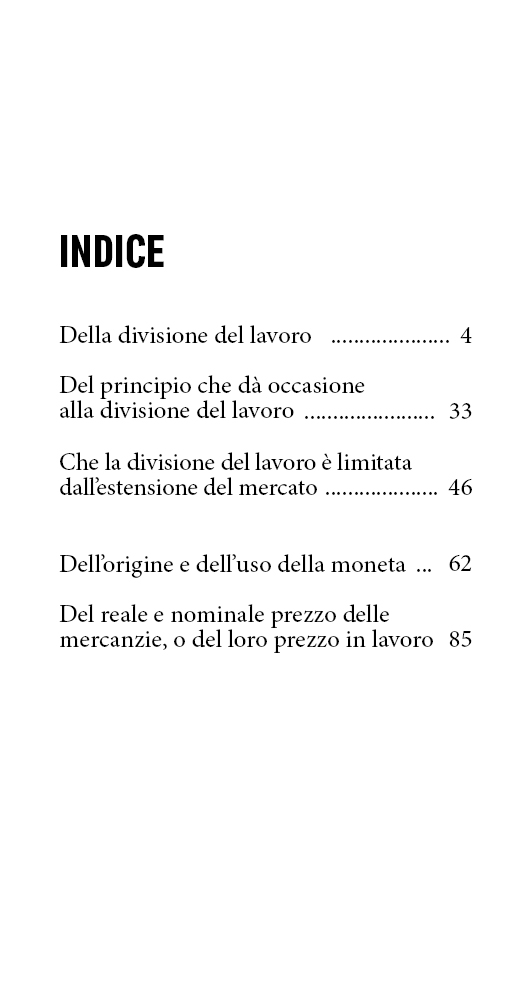 INDICE
Della divisione del lavoro ..................... 4
Del principio che dà occasione
alla divisione del lavoro ....................... 33
Che la divisione del lavoro è limitata
dall'estensione del mercato .................... 46
Dell'origine e dell'uso della moneta ... 62
Del reale e nominale prezzo delle
mercanzie, o del loro prezzo in lavoro 85